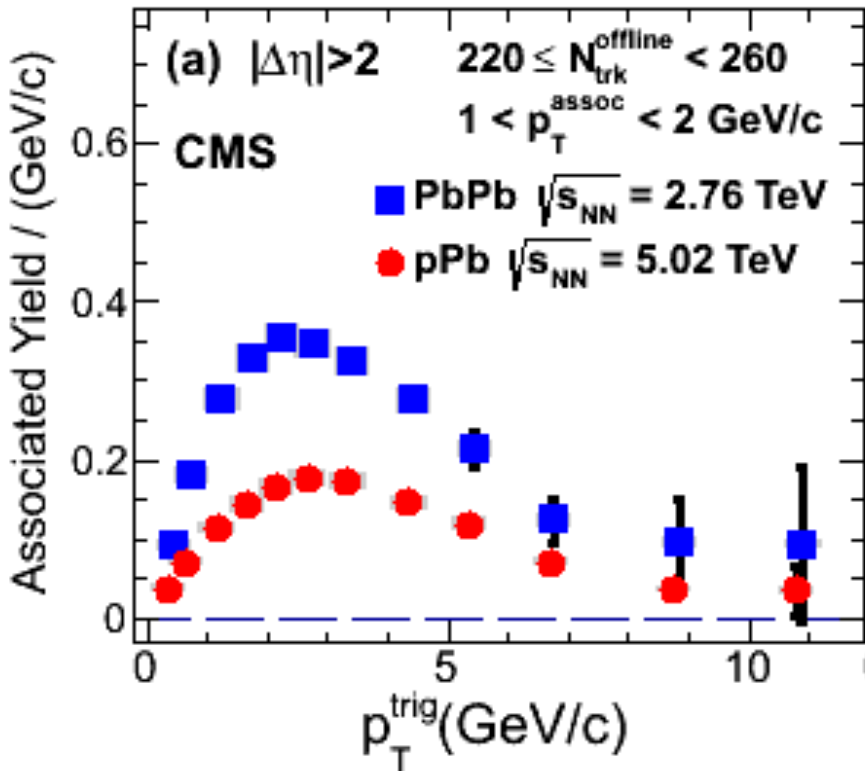 (a) |Δη|>2 220 ≤ N_trk^offline < 260
1 < p_T^assoc < 2 GeV/c
CMS
PbPb √s_NN = 2.76 TeV
pPb √s_NN = 5.02 TeV
Associated Yield / (GeV/c)
0.6
0.4
0.2
0
0 5 10
p_T^trig(GeV/c)